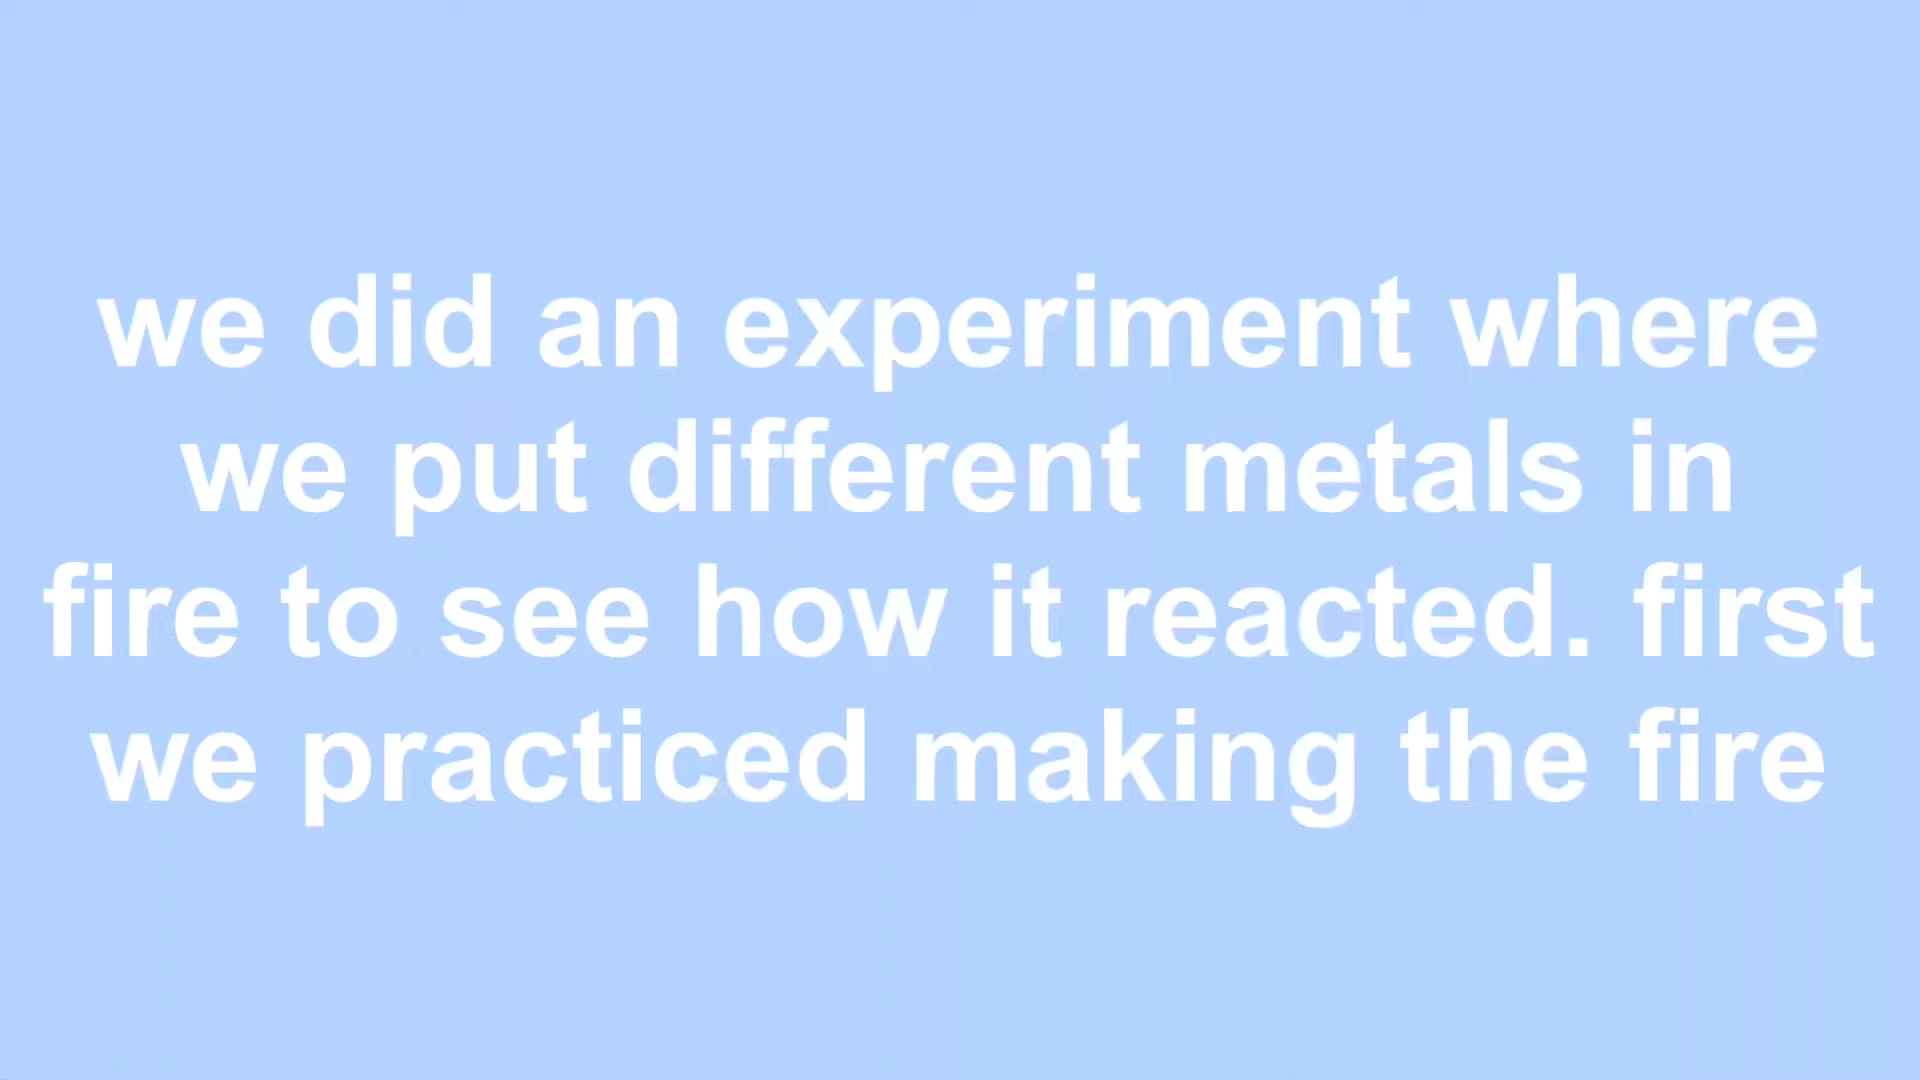 we did an experiment where
we put different metals in
fire to see how it reacted. first
we practiced making the fire